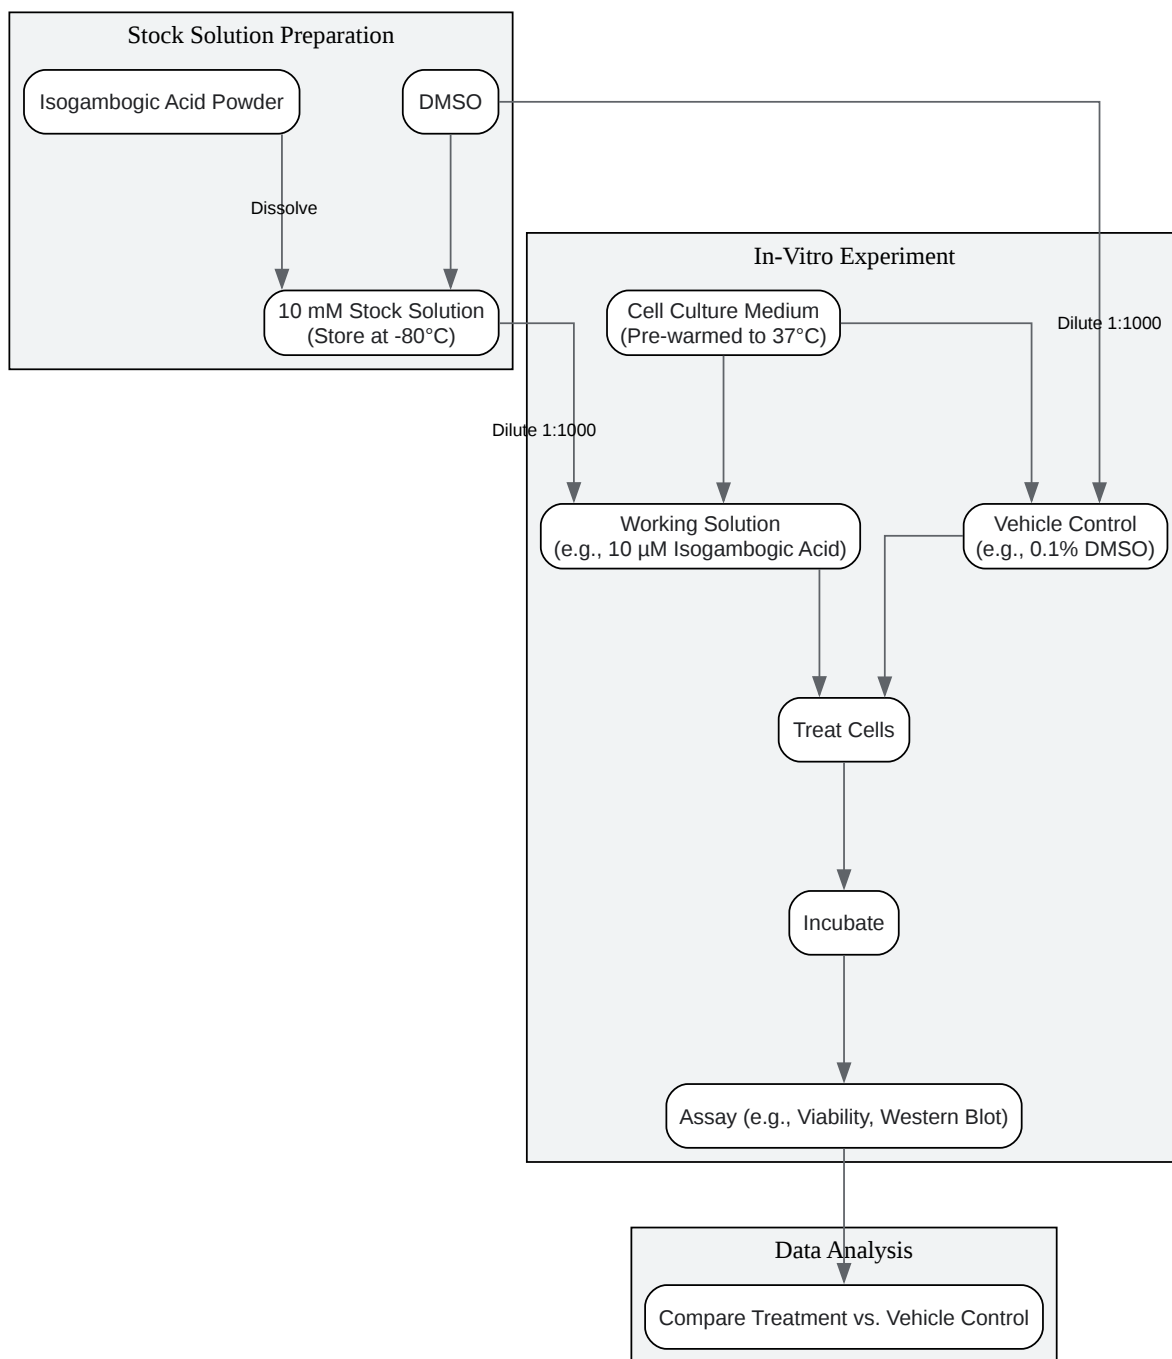 Stock Solution Preparation
Isogambogic Acid Powder
DMSO
Dissolve
10 mM Stock Solution
(Store at -80°C)
In-Vitro Experiment
Cell Culture Medium
(Pre-warmed to 37°C)
Dilute 1:1000
Dilute 1:1000
Working Solution
(e.g., 10 µM Isogambogic Acid)
Vehicle Control
(e.g., 0.1% DMSO)
Treat Cells
Incubate
Assay (e.g., Viability, Western Blot)
Data Analysis
Compare Treatment vs. Vehicle Control